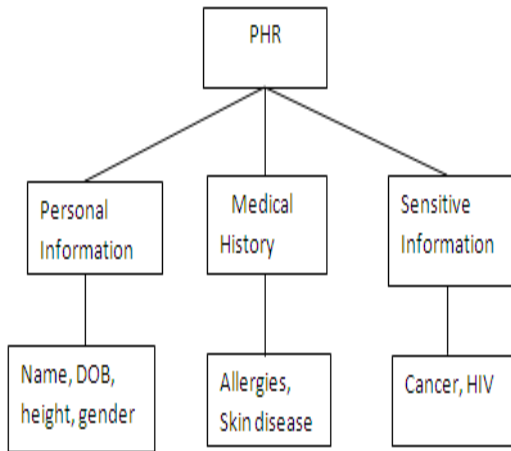 PHR
Personal
Information
Medical
History
Sensitive
Information
Name, DOB,
height, gender
Allergies,
Skin disease
Cancer, HIV